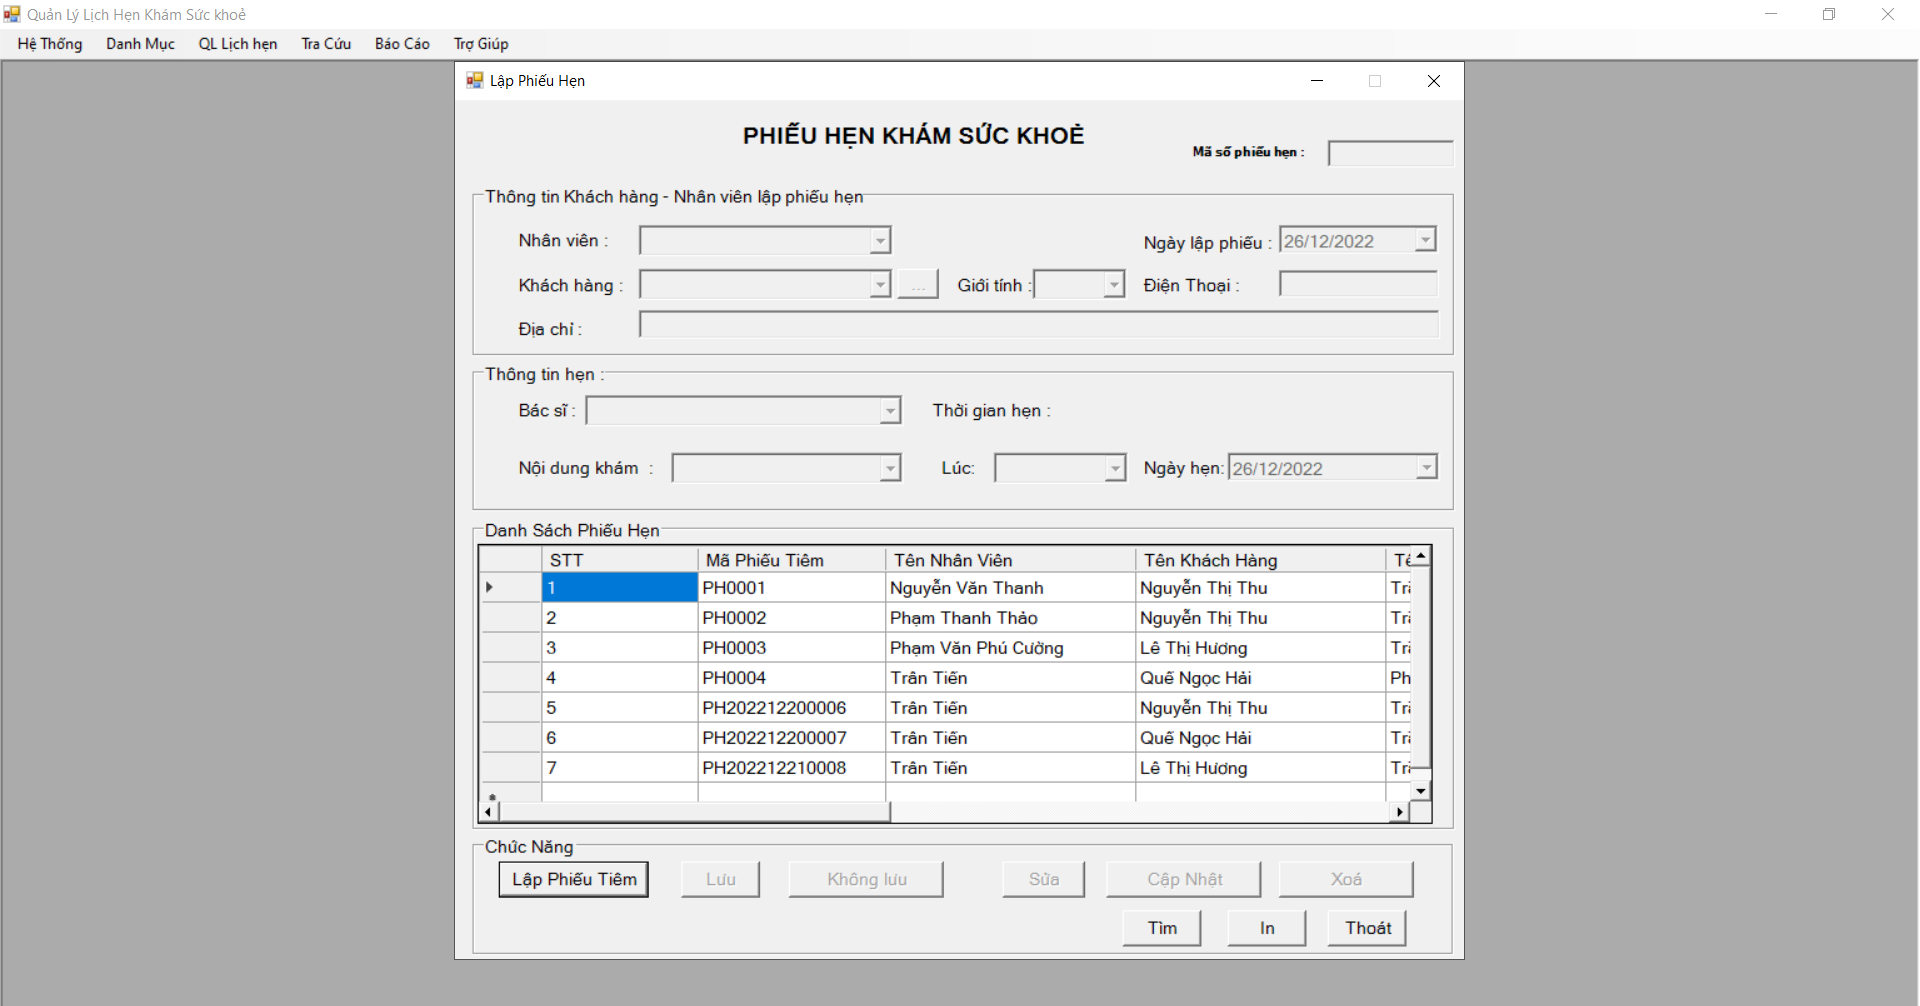 Quản Lý Lịch Hẹn Khám Sức khoẻ
Hệ Thống Danh Mục QL Lịch hẹn Tra Cứu Báo Cáo Trợ Giúp
Lập Phiếu Hẹn
PHIẾU HẸN KHÁM SỨC KHOẺ
Mã số phiếu hẹn :
Thông tin Khách hàng - Nhân viên lập phiếu hẹn
Nhân viên : Ngày lập phiếu : 26/12/2022
Khách hàng : ... Giới tính : Điện Thoại :
Địa chỉ :
Thông tin hẹn :
Bác sĩ : Thời gian hẹn :
Nội dung khám : Lúc: Ngày hẹn: 26/12/2022
Danh Sách Phiếu Hẹn
STT Mã Phiếu Tiêm Tên Nhân Viên Tên Khách Hàng Tê
1 PH0001 Nguyễn Văn Thanh Nguyễn Thị Thu Trầ
2 PH0002 Phạm Thanh Thảo Nguyễn Thị Thu Trầ
3 PH0003 Phạm Văn Phú Cường Lê Thị Hương Trầ
4 PH0004 Trân Tiến Quế Ngọc Hải Ph
5 PH202212200006 Trân Tiến Nguyễn Thị Thu Trầ
6 PH202212200007 Trân Tiến Quế Ngọc Hải Trầ
7 PH202212210008 Trân Tiến Lê Thị Hương Trầ
Chức Năng
Lập Phiếu Tiêm Lưu Không lưu Sửa Cập Nhật Xoá
Tìm In Thoát